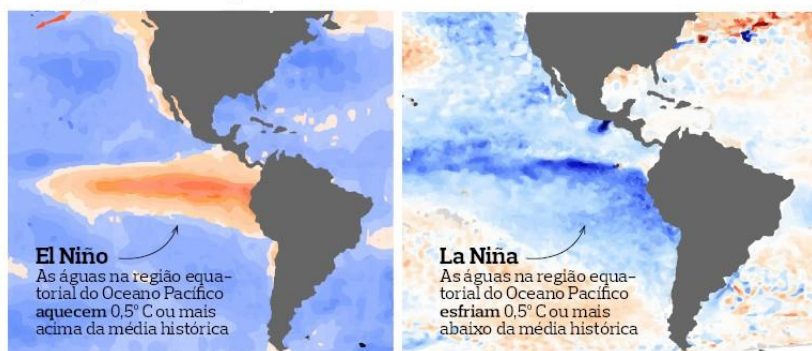 El Niño
As águas na região equa-
torial do Oceano Pacífico
aquecem 0,5º C ou mais
acima da média histórica
La Niña
As águas na região equa-
torial do Oceano Pacífico
esfriam 0,5º C ou mais
abaixo da média histórica